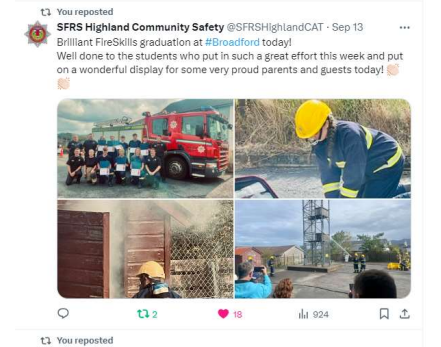 You reposted
SFRS Highland Community Safety @SFRSHighlandCAT · Sep 13
Brilliant FireSkills graduation at #Broadford today!
Well done to the students who put in such a great effort this week and put
on a wonderful display for some very proud parents and guests today! 👏🏻
👏🏻
2
18
924
You reposted